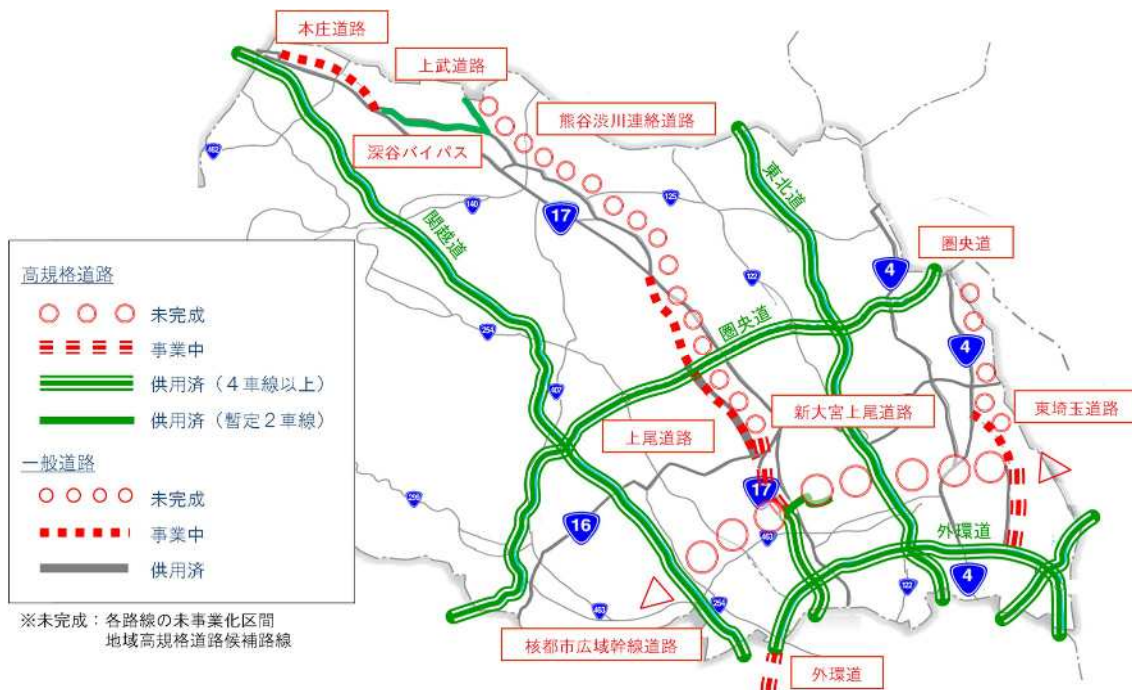 本庄道路
上武道路
熊谷渋川連絡道路
深谷バイパス
462
関越道
140
17
125
東北道
圏央道
4
122
高規格道路
未完成
事業中
供用済（４車線以上）
供用済（暫定２車線）
一般道路
未完成
事業中
供用済
254
圏央道
4
407
新大宮上尾道路
東埼玉道路
上尾道路
17
16
463
外環道
4
122
463
254
核都市広域幹線道路
外環道
※未完成：各路線の未事業化区間
地域高規格道路候補路線